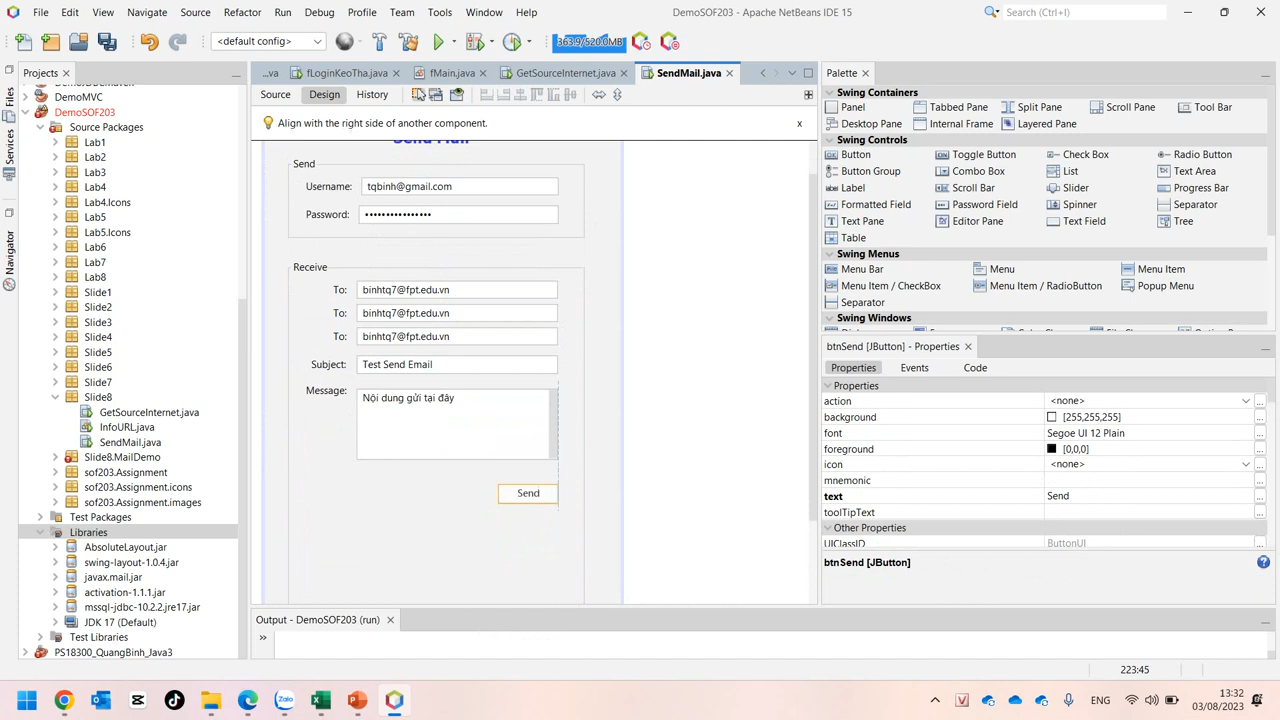 File Edit View Navigate Source Refactor Run Debug Profile Team Tools Window Help DemoSOF203 - Apache NetBeans IDE 15 Search (Ctrl+I)
<default config> 363.9/520.0MB
Projects ...va fLoginKeoTha.java fMain.java GetSourceInternet.java SendMail.java Palette
Files
Services
Navigator
DemoMVC
DemoSOF203
Source Packages
Lab1
Lab2
Lab3
Lab4
Lab4.Icons
Lab5
Lab5.Icons
Lab6
Lab7
Lab8
Slide1
Slide2
Slide3
Slide4
Slide5
Slide6
Slide7
Slide8
GetSourceInternet.java
InfoURL.java
SendMail.java
Slide8.MailDemo
sof203.Assignment
sof203.Assignment.icons
sof203.Assignment.images
Test Packages
Libraries
AbsoluteLayout.jar
swing-layout-1.0.4.jar
javax.mail.jar
activation-1.1.1.jar
mssql-jdbc-10.2.2.jre17.jar
JDK 17 (Default)
Test Libraries
PS18300_QuangBinh_Java3
Source Design History
Align with the right side of another component. x
Send Mail
Send
Username: tqbinh@gmail.com
Password: ••••••••••••••••
Receive
To: binhtq7@fpt.edu.vn
To: binhtq7@fpt.edu.vn
To: binhtq7@fpt.edu.vn
Subject: Test Send Email
Message: Nội dung gửi tại đây
Send
Output - DemoSOF203 (run)
Swing Containers
Panel Tabbed Pane Split Pane Scroll Pane Tool Bar
Desktop Pane Internal Frame Layered Pane
Swing Controls
Button Toggle Button Check Box Radio Button
Button Group Combo Box List Text Area
Label Scroll Bar Slider Progress Bar
Formatted Field Password Field Spinner Separator
Text Pane Editor Pane Text Field Tree
Table
Swing Menus
Menu Bar Menu Menu Item
Menu Item / CheckBox Menu Item / RadioButton Popup Menu
Separator
Swing Windows
btnSend [JButton] - Properties
Properties Events Code
Properties
action <none> ...
background [255,255,255] ...
font Segoe UI 12 Plain ...
foreground [0,0,0] ...
icon <none> ...
mnemonic ...
text Send ...
toolTipText ...
Other Properties
UIClassID ButtonUI ...
btnSend [JButton]
223:45
Zalo ENG 13:32
03/08/2023